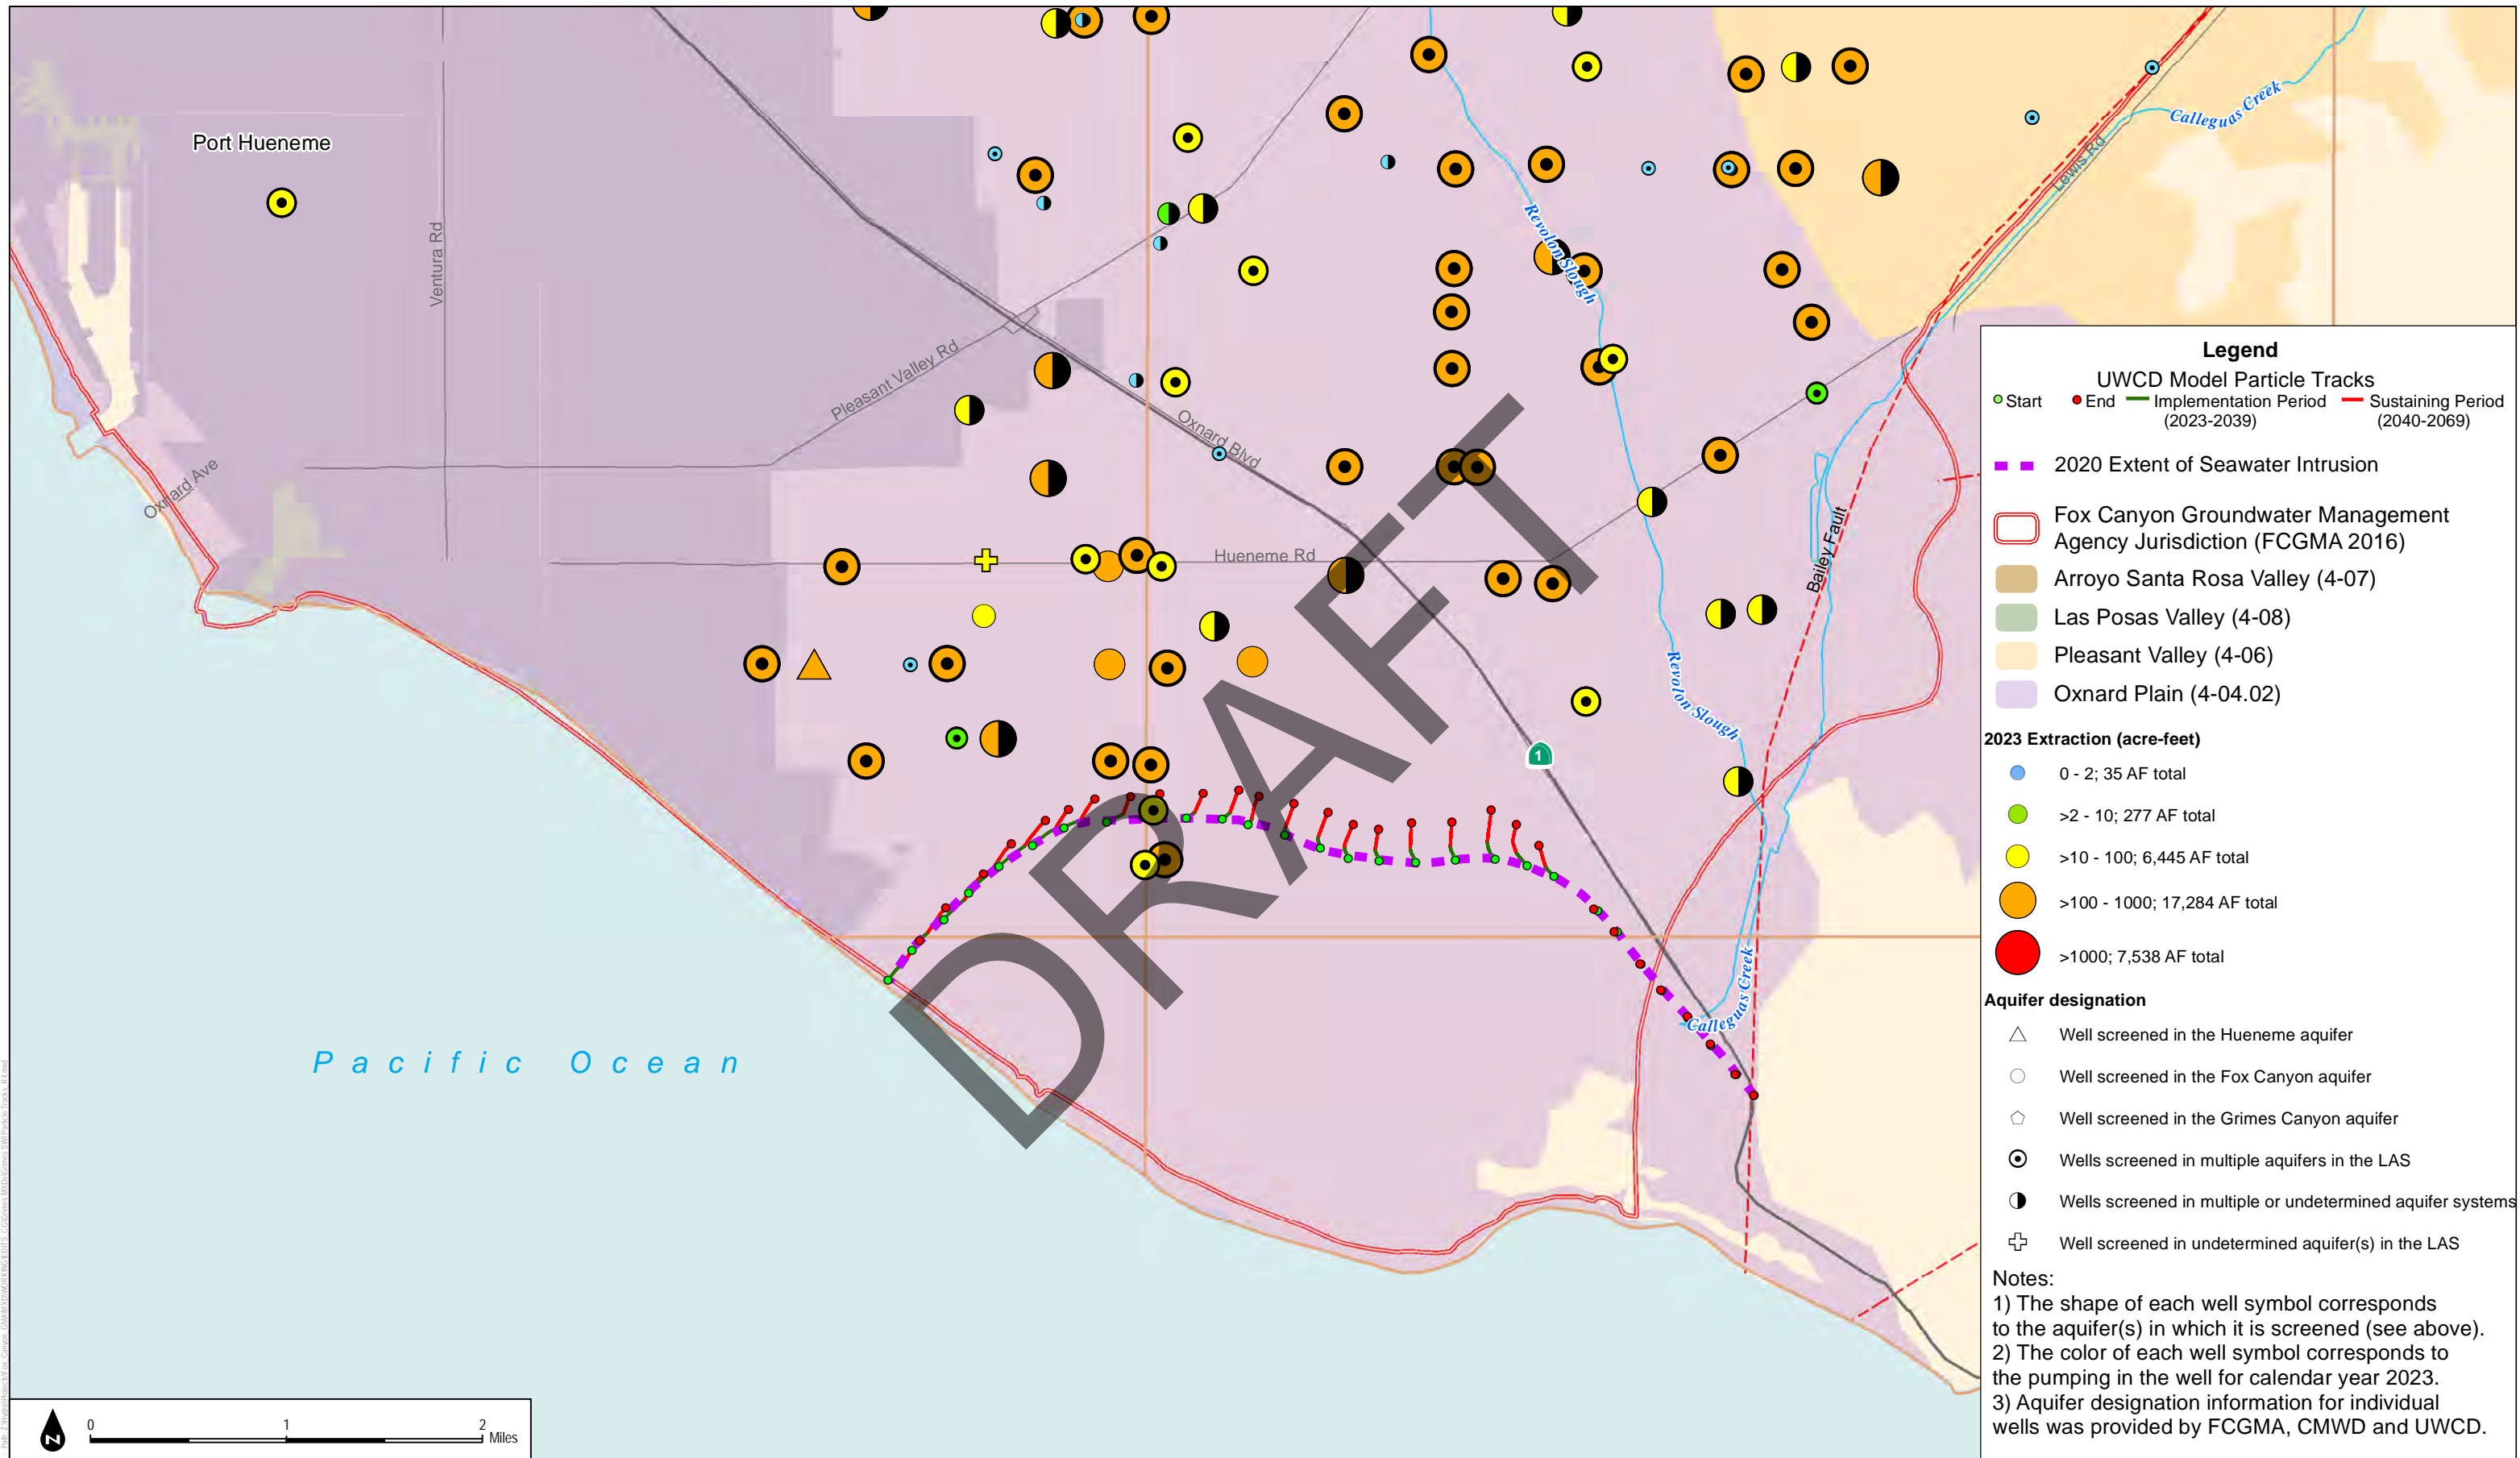 Port Hueneme
Ventura Rd
Pleasant Valley Rd
Oxnard Ave
Oxnard Blvd
Hueneme Rd
Revolon Slough
Revolon Slough
Calleguas Creek
Lewis Rd
Bailey Fault
Calleguas Creek
1
DRAFT
Pacific Ocean
0 1 2
Miles
N
Legend
UWCD Model Particle Tracks
Start End Implementation Period Sustaining Period
(2023-2039) (2040-2069)
2020 Extent of Seawater Intrusion
Fox Canyon Groundwater Management
Agency Jurisdiction (FCGMA 2016)
Arroyo Santa Rosa Valley (4-07)
Las Posas Valley (4-08)
Pleasant Valley (4-06)
Oxnard Plain (4-04.02)
2023 Extraction (acre-feet)
0 - 2; 35 AF total
>2 - 10; 277 AF total
>10 - 100; 6,445 AF total
>100 - 1000; 17,284 AF total
>1000; 7,538 AF total
Aquifer designation
Well screened in the Hueneme aquifer
Well screened in the Fox Canyon aquifer
Well screened in the Grimes Canyon aquifer
Wells screened in multiple aquifers in the LAS
Wells screened in multiple or undetermined aquifer systems
Well screened in undetermined aquifer(s) in the LAS
Notes:
1) The shape of each well symbol corresponds
to the aquifer(s) in which it is screened (see above).
2) The color of each well symbol corresponds to
the pumping in the well for calendar year 2023.
3) Aquifer designation information for individual
wells was provided by FCGMA, CMWD and UWCD.